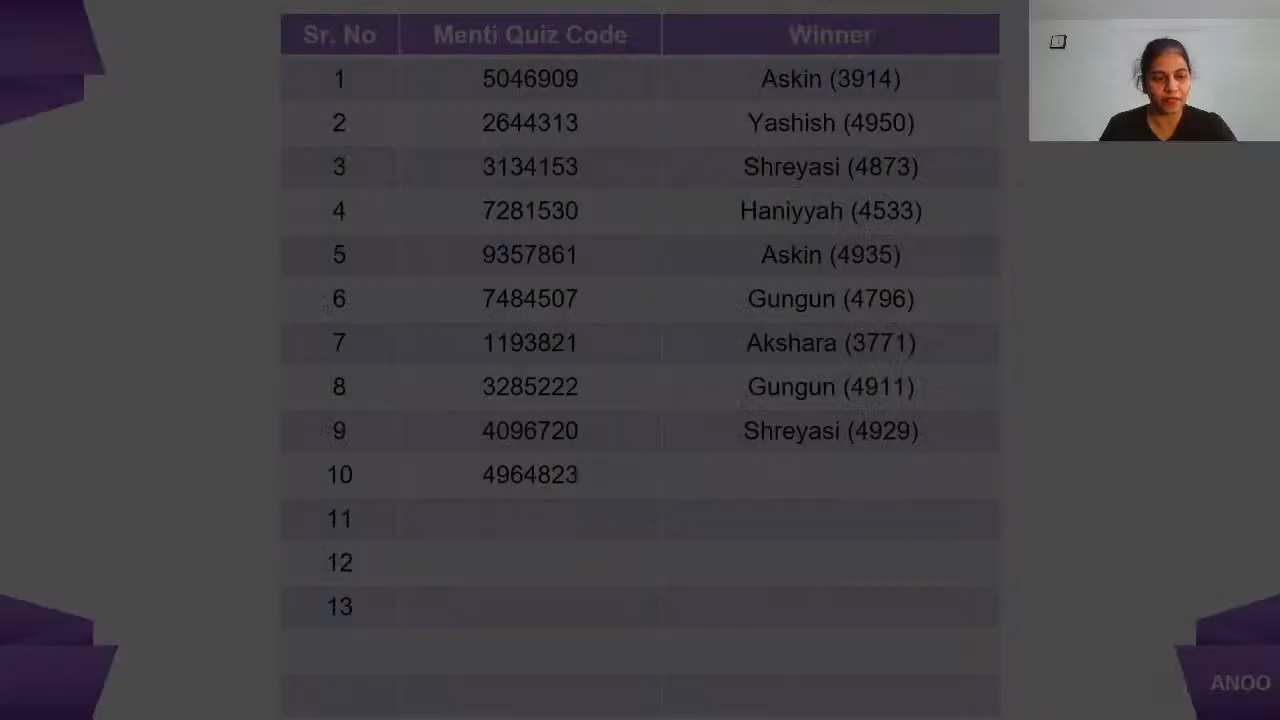 Sr. No Menti Quiz Code Winner
1 5046909 Askin (3914)
2 2644313 Yashish (4950)
3 3134153 Shreyasi (4873)
4 7281530 Haniyyah (4533)
5 9357861 Askin (4935)
6 7484507 Gungun (4796)
7 1193821 Akshara (3771)
8 3285222 Gungun (4911)
9 4096720 Shreyasi (4929)
10 4964823
11
12
13
ANOO